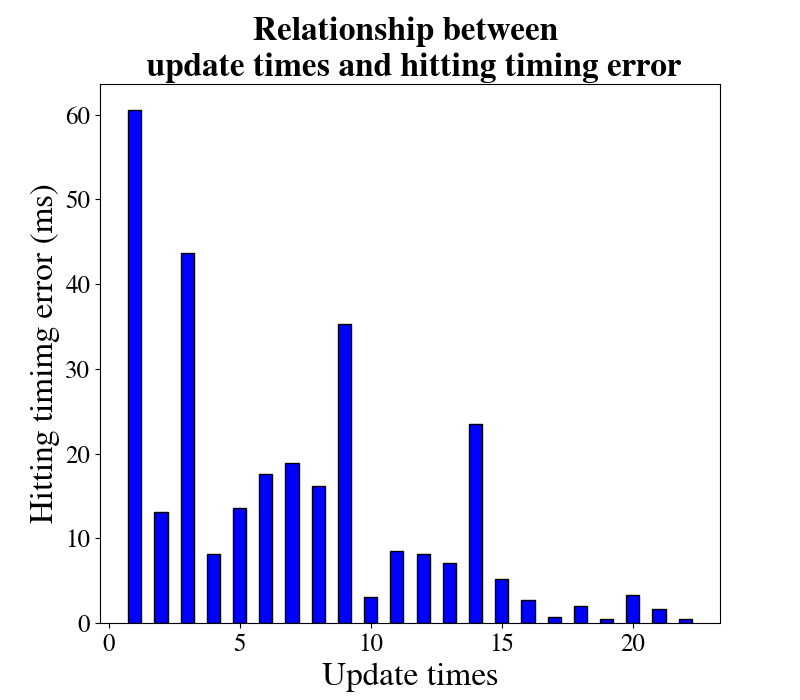 Relationship between
update times and hitting timing error
Hitting timimg error (ms)
60
50
40
30
20
10
0
0 5 10 15 20
Update times